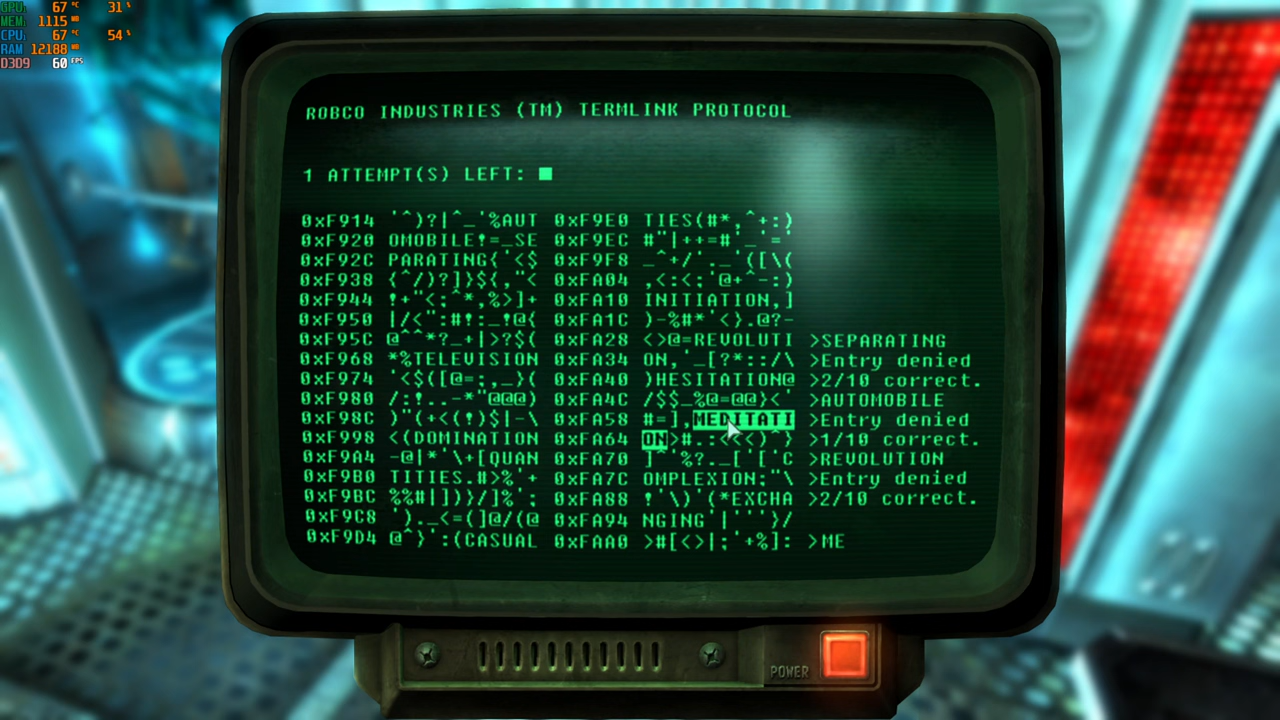 GPU: 67 °C 31 %
MEM: 1115 MB
CPU: 67 °C 54 %
RAM 12188 MB
D3D9 60 FPS
ROBCO INDUSTRIES (TM) TERMLINK PROTOCOL
1 ATTEMPT(S) LEFT:
0xF914 '^)?|^_'%AUT 0xF9E0 TIES(#*,^+:)
0xF920 OMOBILE!=_SE 0xF9EC #"|++=#'_'='
0xF92C PARATING{'<$ 0xF9F8 _^+/'._'([\(
0xF938 {^/)?]}${,"< 0xFA04 ,<:<;'@+^-:)
0xF944 !+"<:^*,%>]+ 0xFA10 INITIATION,]
0xF950 |/<":#!:_!@{ 0xFA1C )-%#*'<}.@?-
0xF95C @^^*?_+|>?$( 0xFA28 <>@=REVOLUTI >SEPARATING
0xF968 *%TELEVISION 0xFA34 ON,'_[?*::/\ >Entry denied
0xF974 '<$([@=;,_}( 0xFA40 )HESITATION@ >2/10 correct.
0xF980 /:!..-*"@@@) 0xFA4C /$$_%@=@@}<' >AUTOMOBILE
0xF98C )"(+<(!)$|-\ 0xFA58 #=],MEDITATI >Entry denied
0xF998 <(DOMINATION 0xFA64 ON>#.:<<<)^} >1/10 correct.
0xF9A4 -@|*'\+[QUAN 0xFA70 ]^'%?._['['C >REVOLUTION
0xF9B0 TITIES.#>%'+ 0xFA7C OMPLEXION:"\ >Entry denied
0xF9BC %%#|])}/]%'; 0xFA88 !'\)'(*EXCHA >2/10 correct.
0xF9C8 ')._<=(]@/(@ 0xFA94 NGING'|'''}/
0xF9D4 @^}':(CASUAL 0xFAA0 >#[<>|;'+%]: >ME
POWER